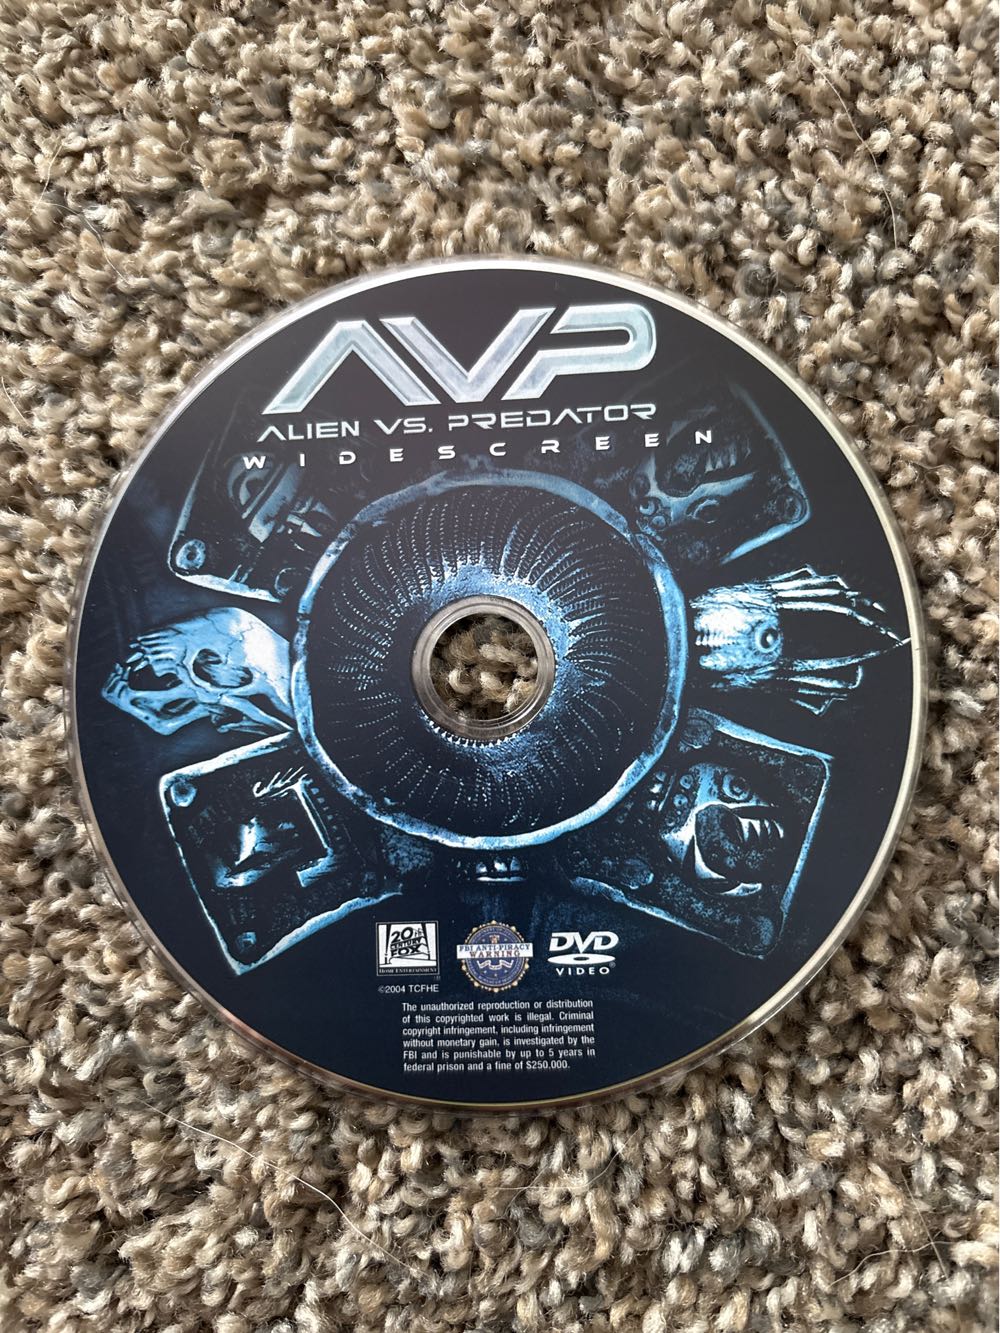 AVP
ALIEN VS. PREDATOR
WIDESCREEN
20th
CENTURY
FOX
HOME ENTERTAINMENT
FBI ANTI-PIRACY
WARNING
DVD
VIDEO
©2004 TCFHE
The unauthorized reproduction or distribution
of this copyrighted work is illegal. Criminal
copyright infringement, including infringement
without monetary gain, is investigated by the
FBI and is punishable by up to 5 years in
federal prison and a fine of $250,000.